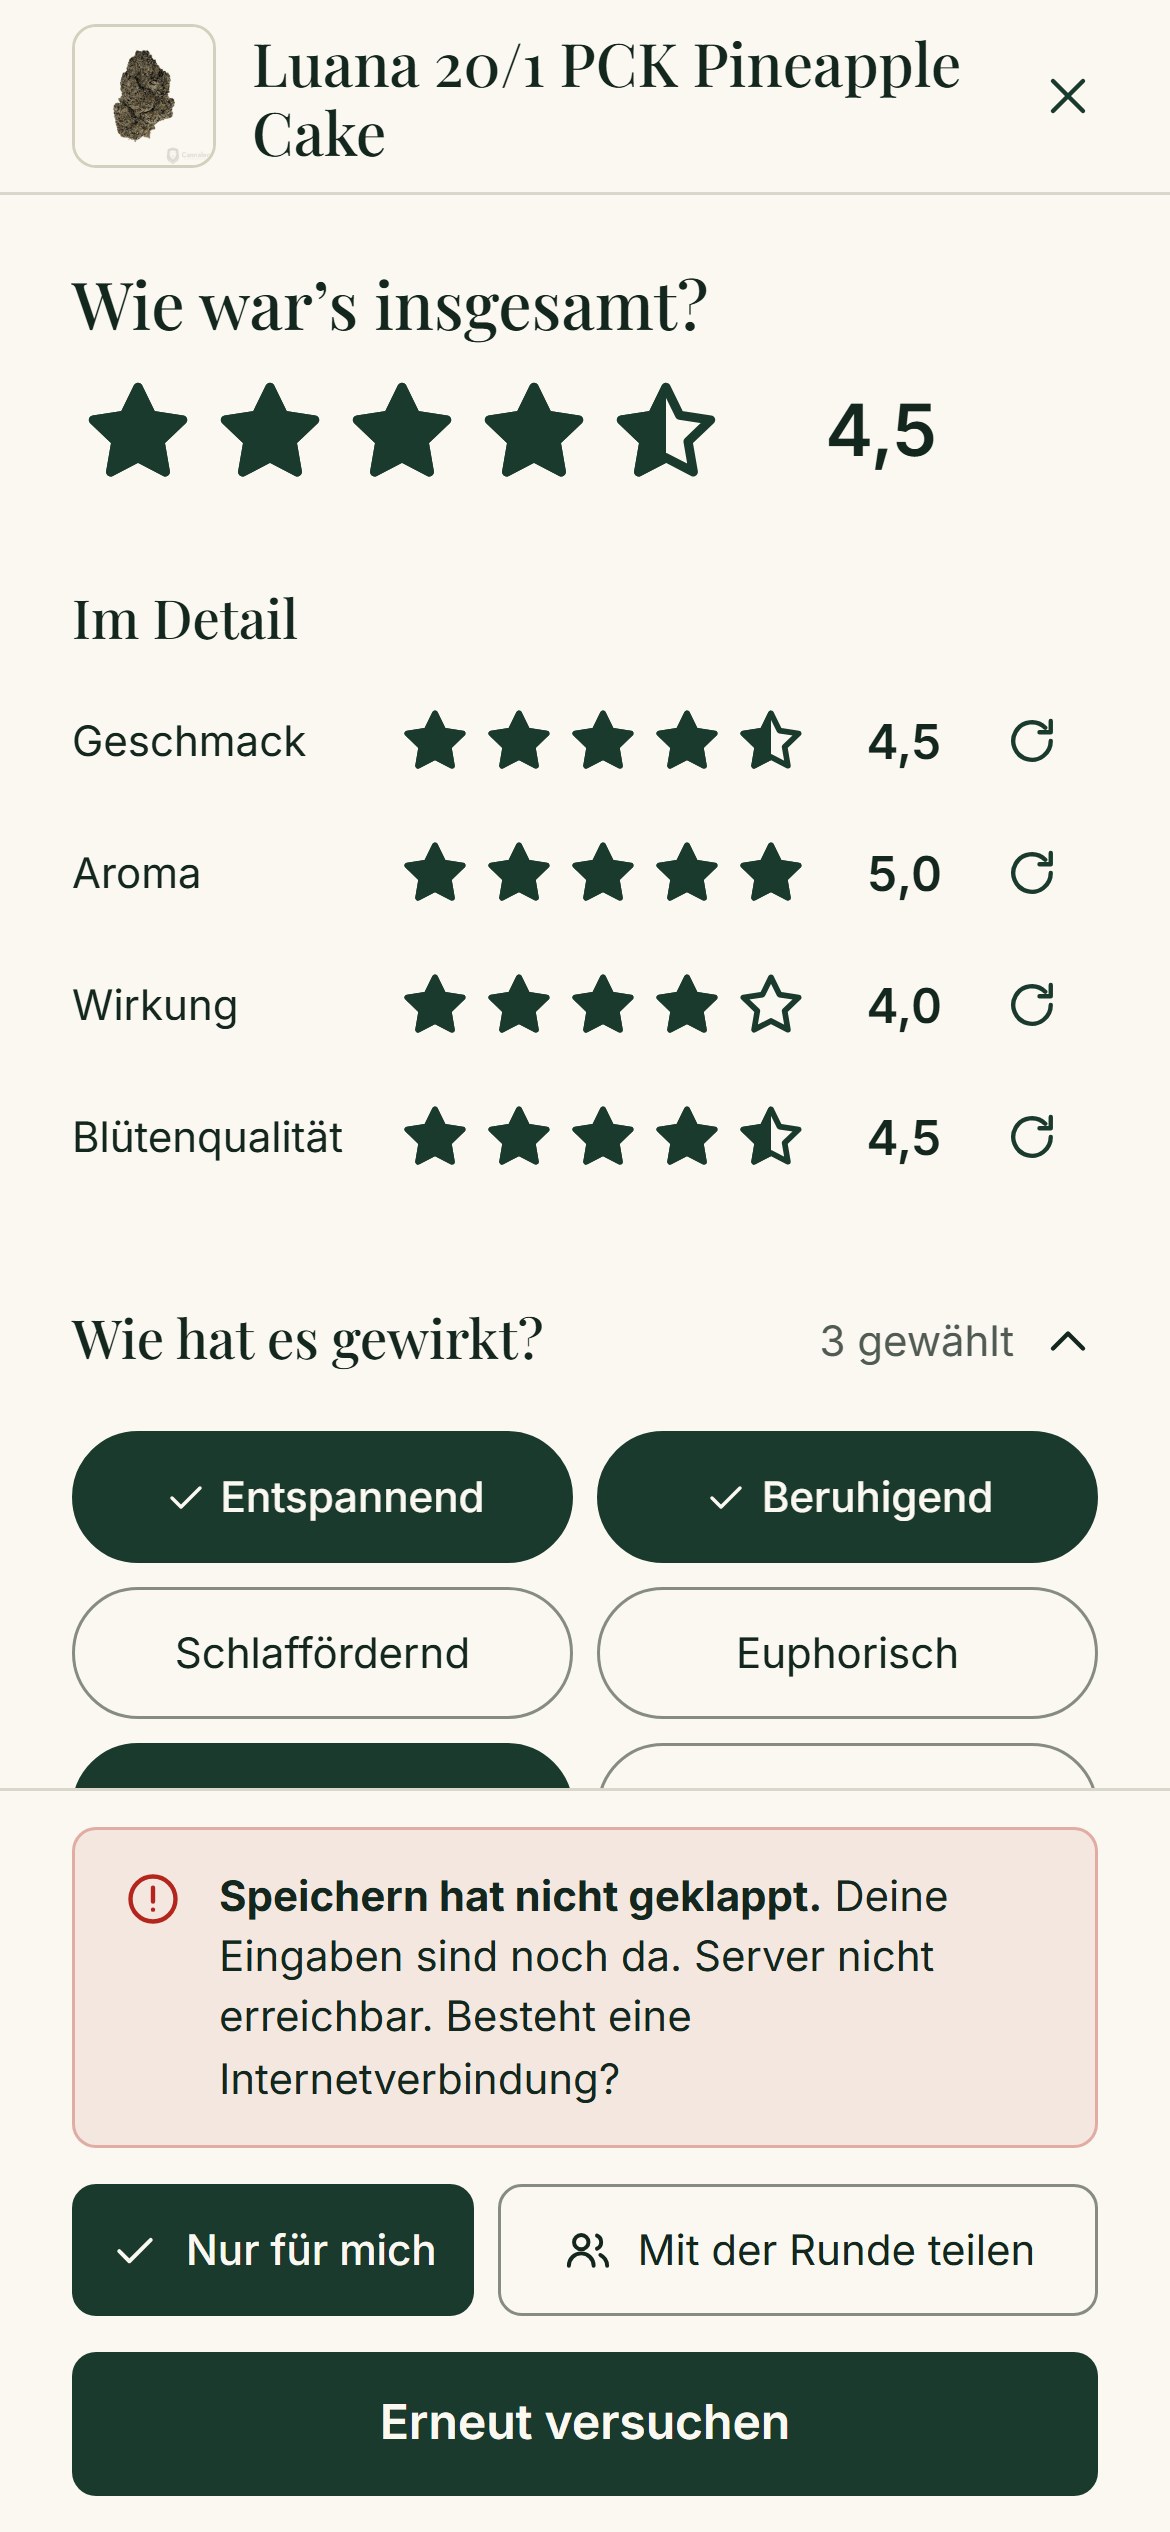 Luana 20/1 PCK Pineapple
Cake
Wie war’s insgesamt?
4,5
Im Detail
Geschmack 4,5
Aroma 5,0
Wirkung 4,0
Blütenqualität 4,5
Wie hat es gewirkt? 3 gewählt
Entspannend Beruhigend
Schlaffördernd Euphorisch
Speichern hat nicht geklappt. Deine
Eingaben sind noch da. Server nicht
erreichbar. Besteht eine
Internetverbindung?
Nur für mich Mit der Runde teilen
Erneut versuchen